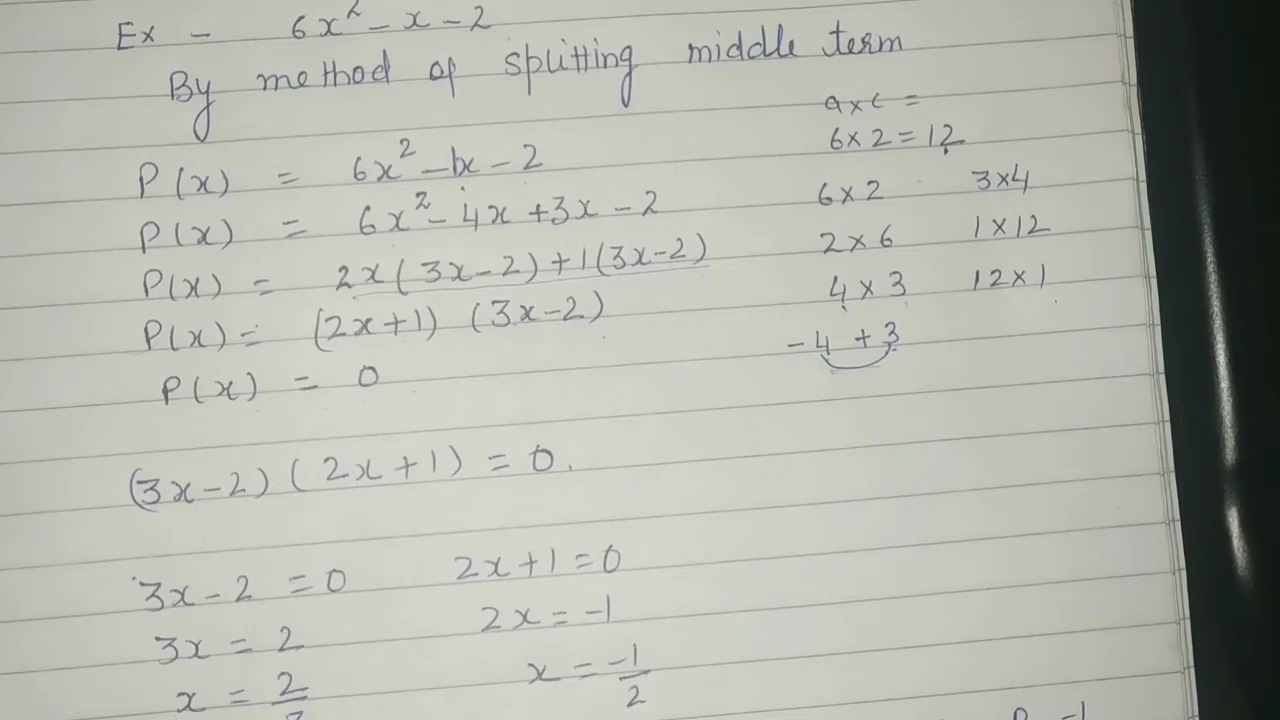 Ex - 6x² - x - 2
By method of splitting middle term
a×c =
6×2 = 12
P(x) = 6x² - bx - 2
6×2 3×4
P(x) = 6x² - 4x + 3x - 2
2×6 1×12
P(x) = 2x(3x-2)+1(3x-2)
4×3 12×1
P(x) = (2x+1) (3x-2)
-4 +3
P(x) = 0
(3x-2) (2x+1) = 0.
3x-2 = 0 2x+1 = 0
3x = 2 2x = -1
x = 2/3 x = -1/2
-1